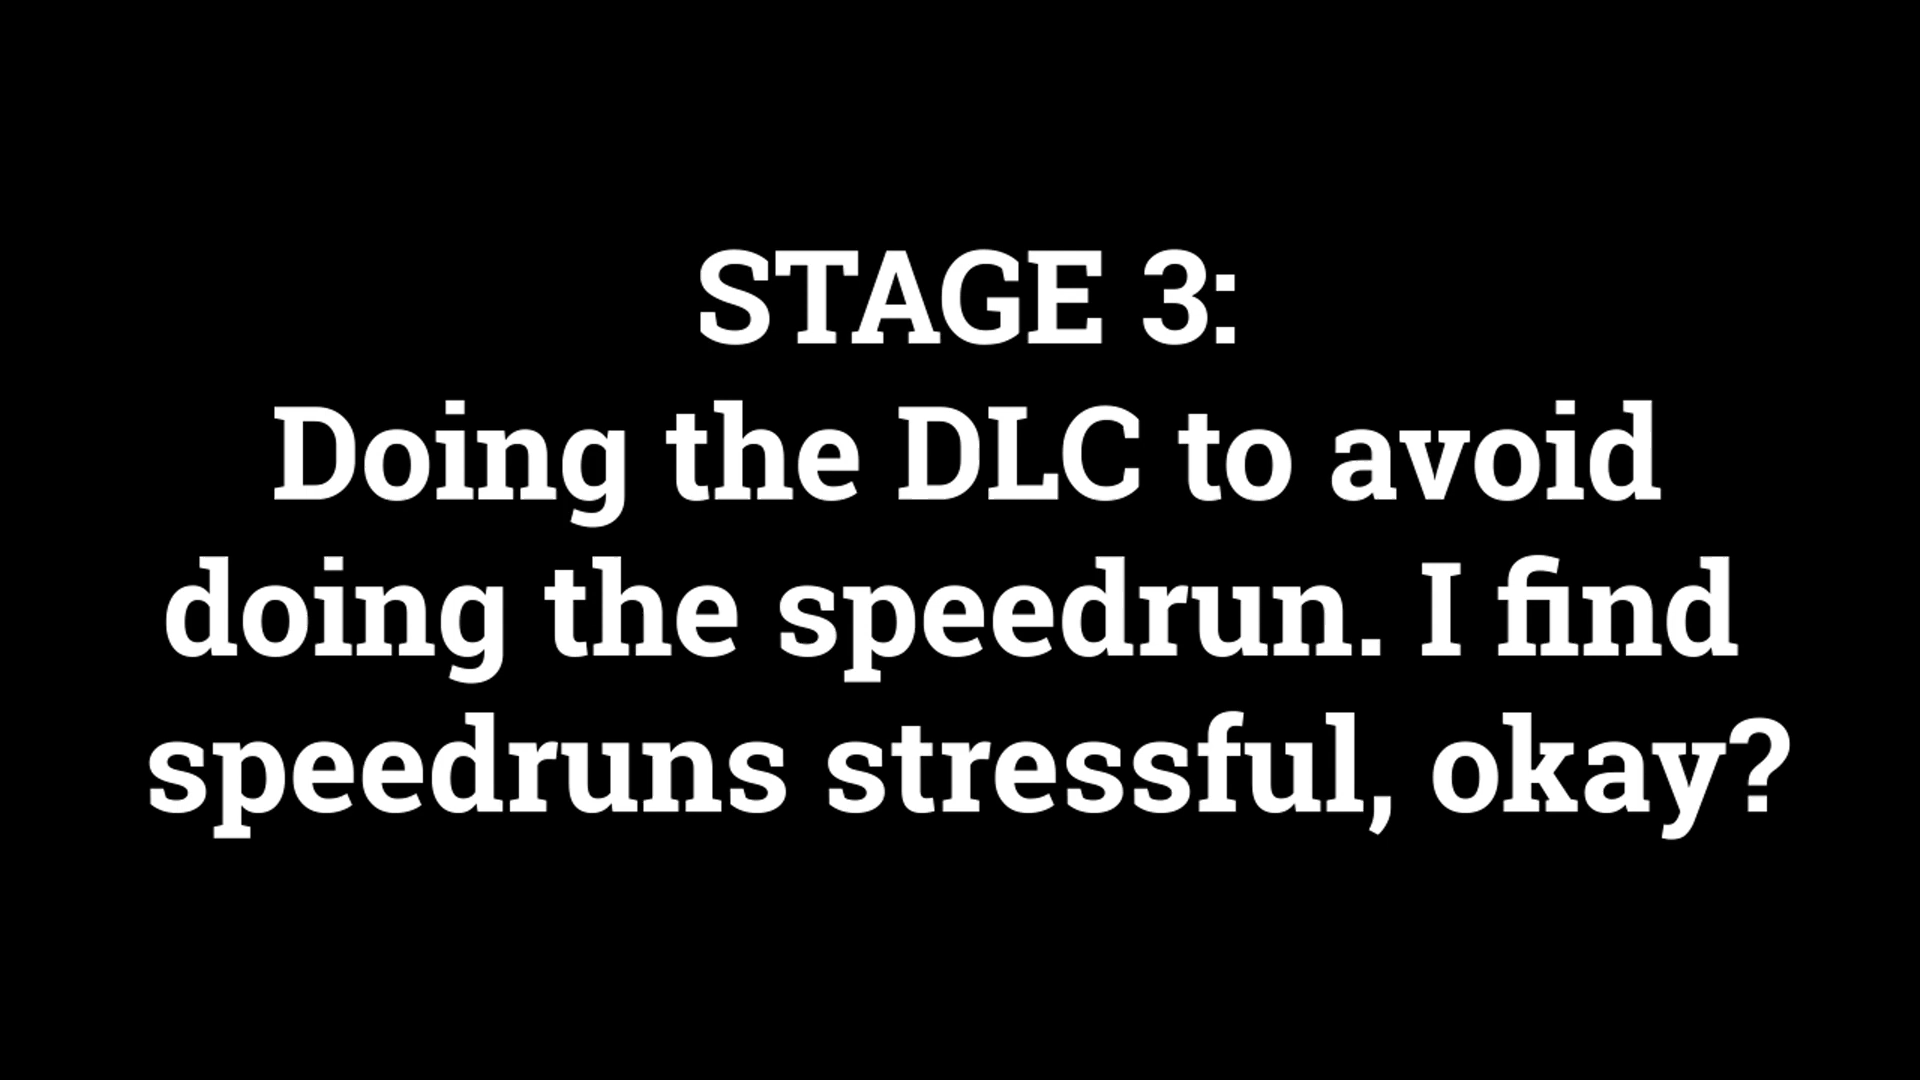 STAGE 3:
Doing the DLC to avoid
doing the speedrun. I find
speedruns stressful, okay?